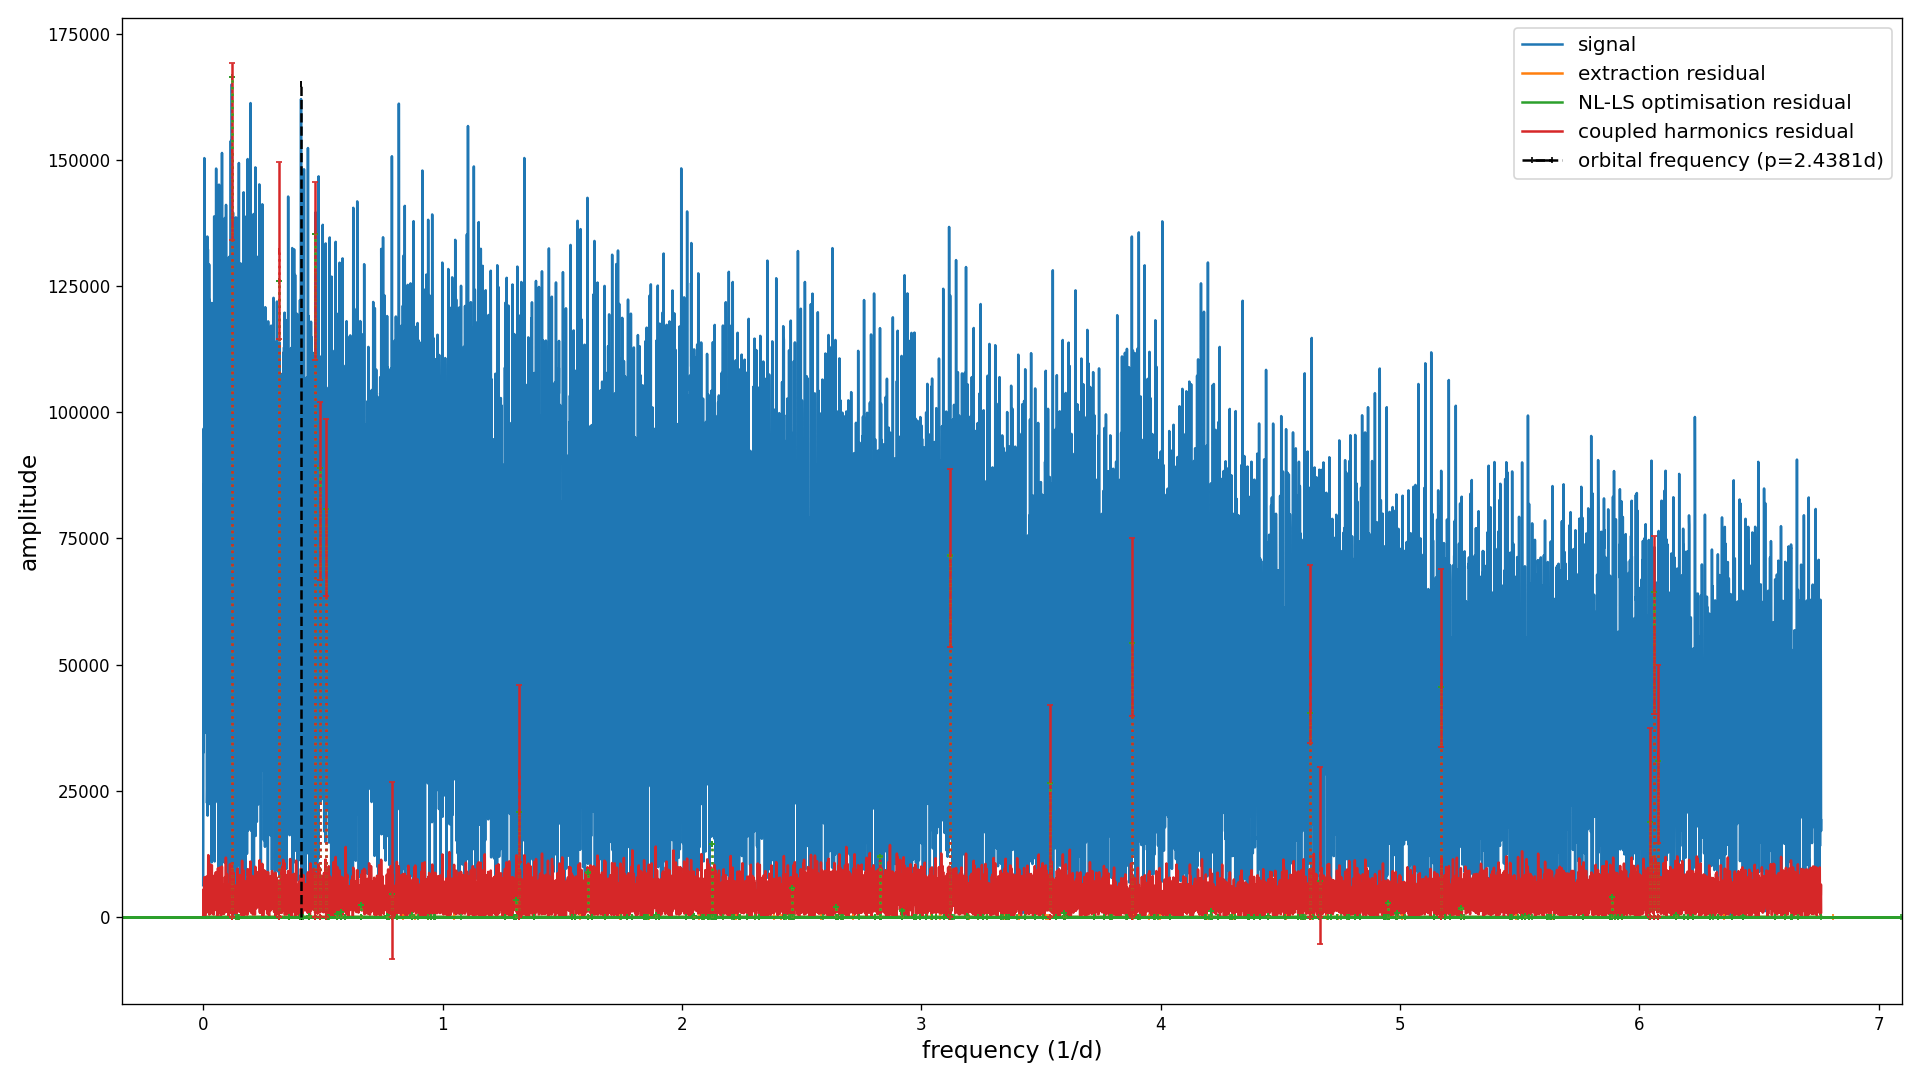 175000
150000
125000
100000
75000
50000
25000
0
amplitude
0 1 2 3 4 5 6 7
frequency (1/d)
signal
extraction residual
NL-LS optimisation residual
coupled harmonics residual
orbital frequency (p=2.4381d)